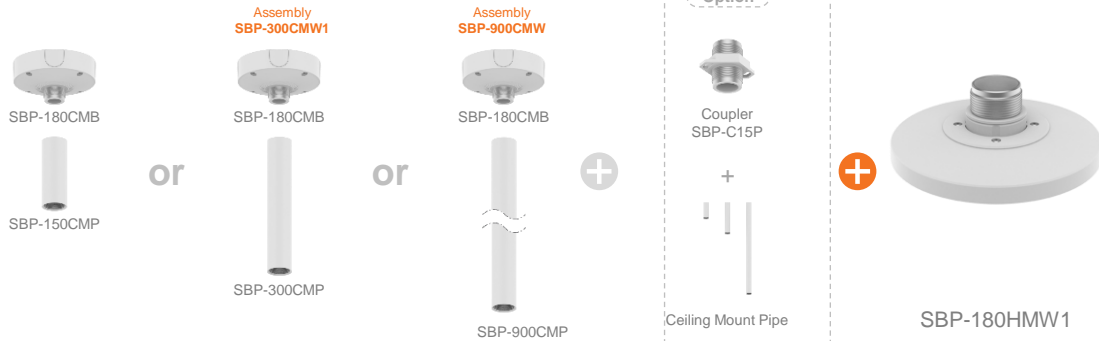 Option
Assembly
SBP-300CMW1
Assembly
SBP-900CMW
SBP-180CMB
SBP-180CMB
SBP-180CMB
Coupler
SBP-C15P
or
or
+
SBP-150CMP
SBP-300CMP
SBP-900CMP
Ceiling Mount Pipe
SBP-180HMW1